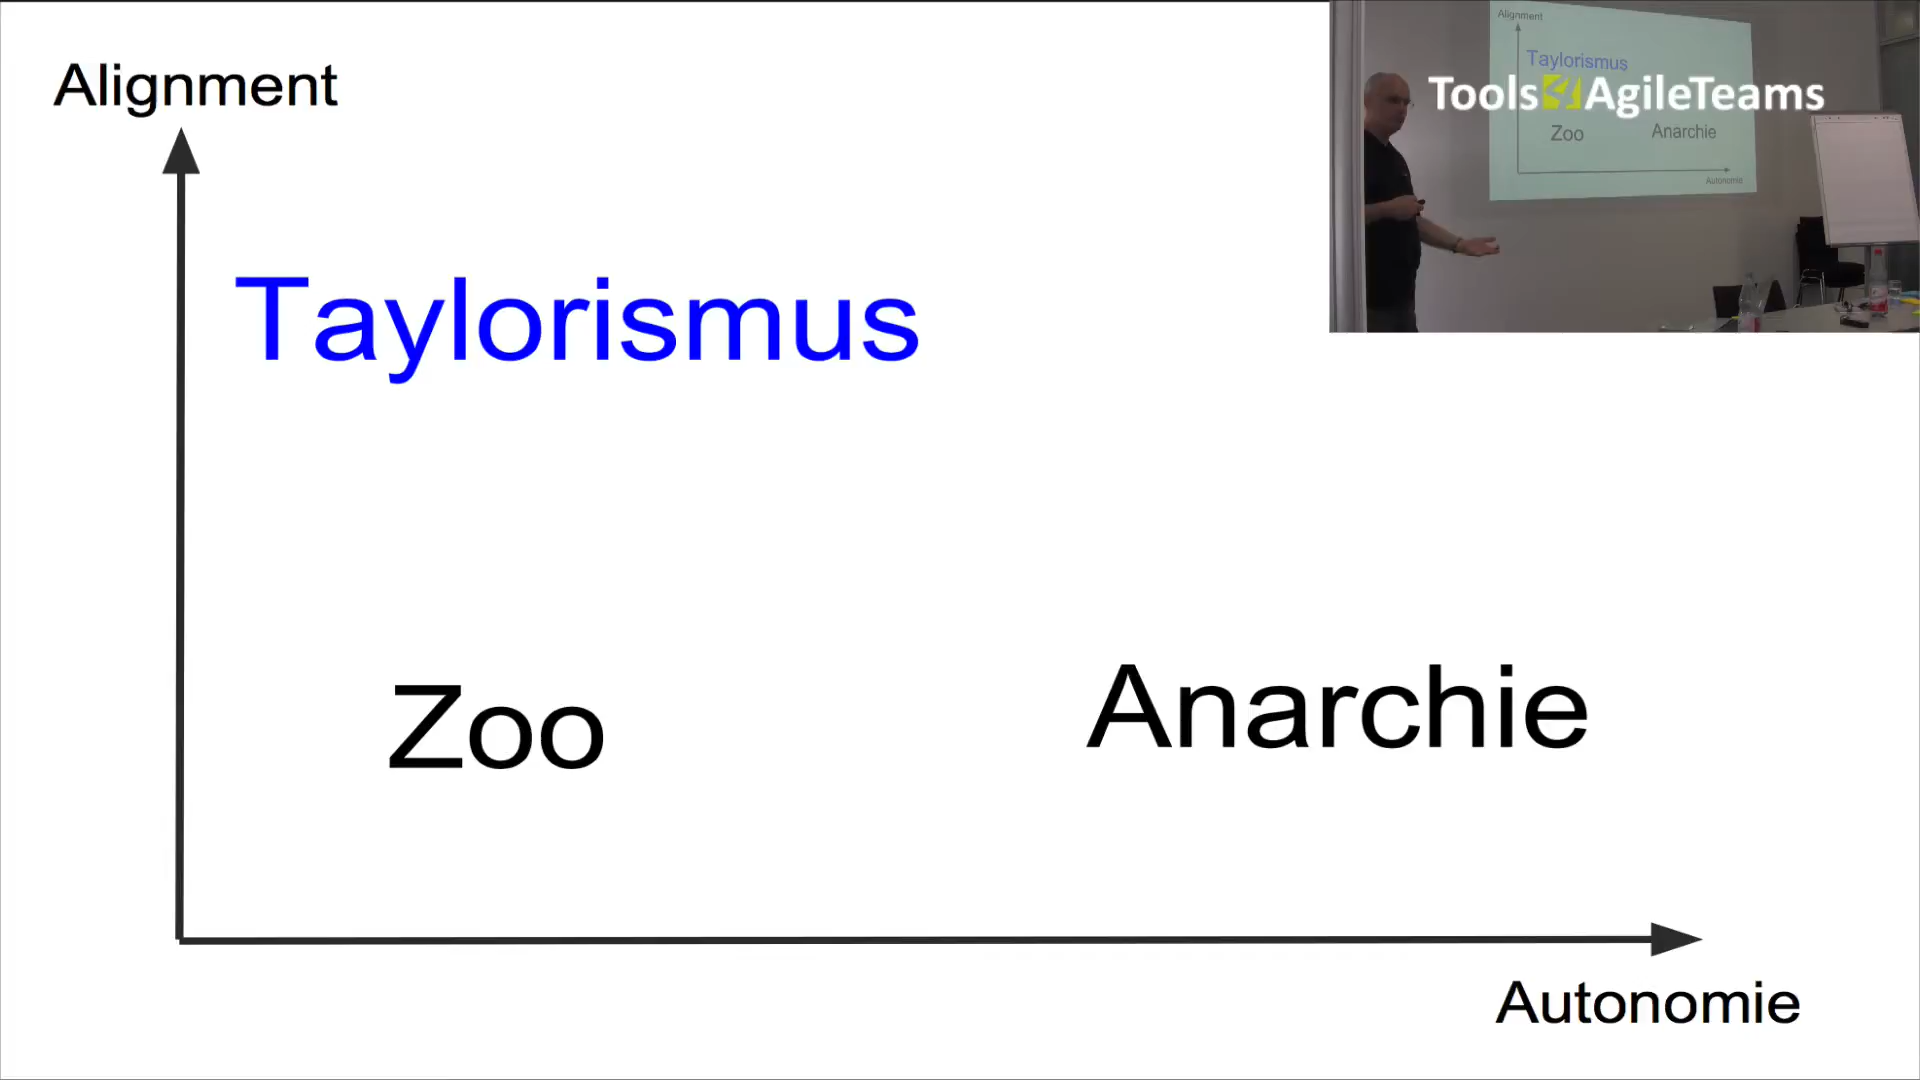 Alignment
Taylorismus
Zoo
Anarchie
Autonomie
Alignment
Taylorismus
Tools4AgileTeams
Zoo
Anarchie
Autonomie